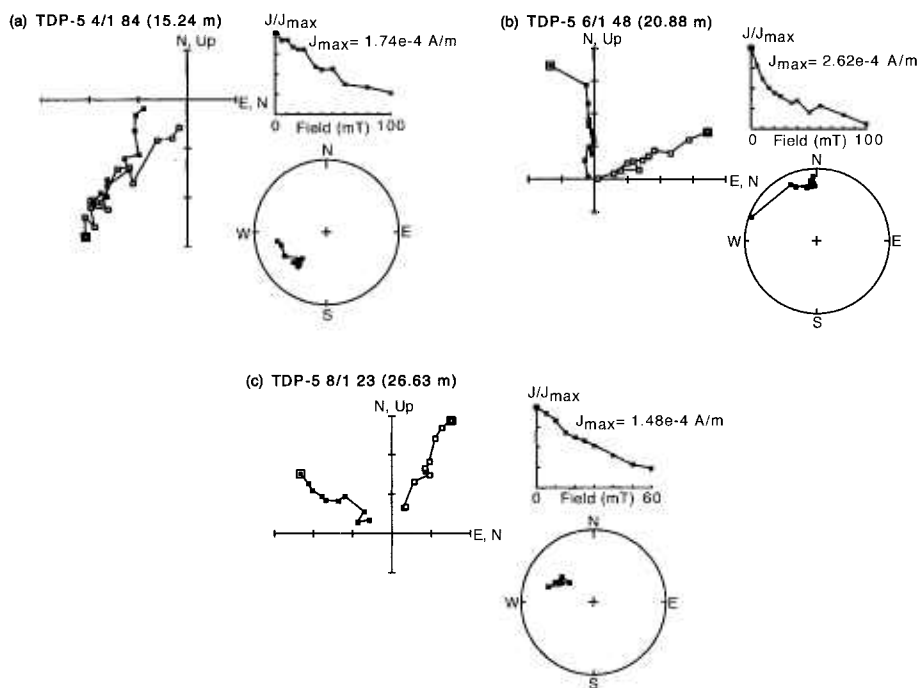 (a) TDP-5 4/1 84 (15.24 m)
N, Up
E, N
J/Jmax
Jmax= 1.74e-4 A/m
0 Field (mT) 100
N
W
E
S
(b) TDP-5 6/1 48 (20.88 m)
N, Up
E, N
J/Jmax
Jmax= 2.62e-4 A/m
0 Field (mT) 100
N
W
E
S
(c) TDP-5 8/1 23 (26.63 m)
N, Up
E, N
J/Jmax
Jmax= 1.48e-4 A/m
0 Field (mT) 60
N
W
E
S